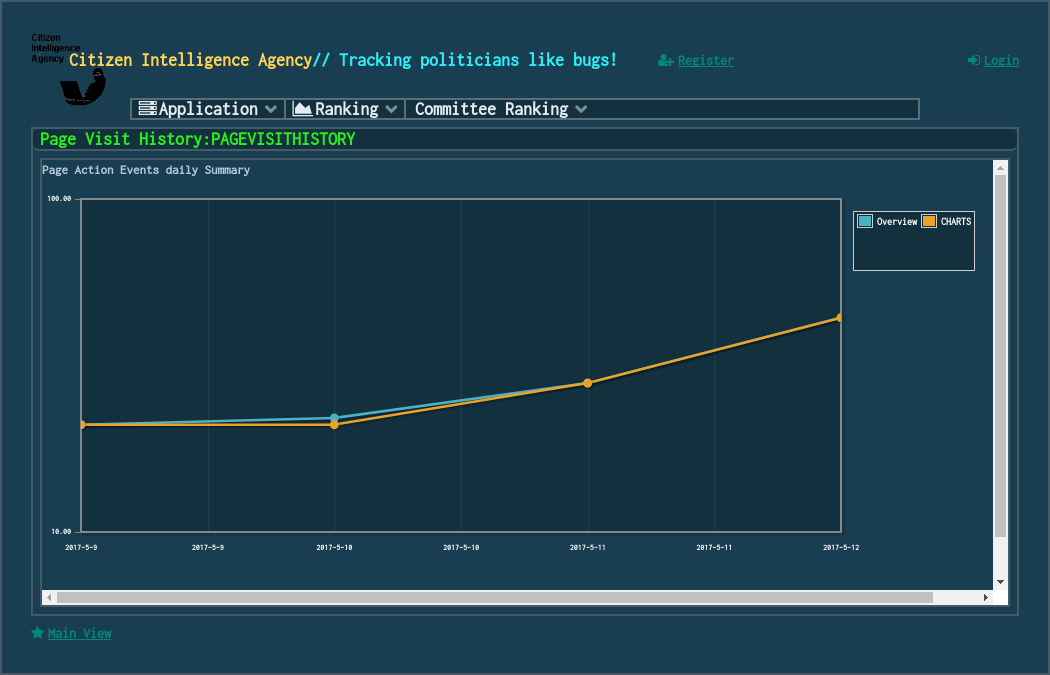 Citizen
Intelligence
Agency
Citizen Intelligence Agency// Tracking politicians like bugs!
Register
Login
Application
Ranking
Committee Ranking
Page Visit History:PAGEVISITHISTORY
Page Action Events daily Summary
100.00
Overview
CHARTS
10.00
2017-5-9
2017-5-9
2017-5-10
2017-5-10
2017-5-11
2017-5-11
2017-5-12
Main View